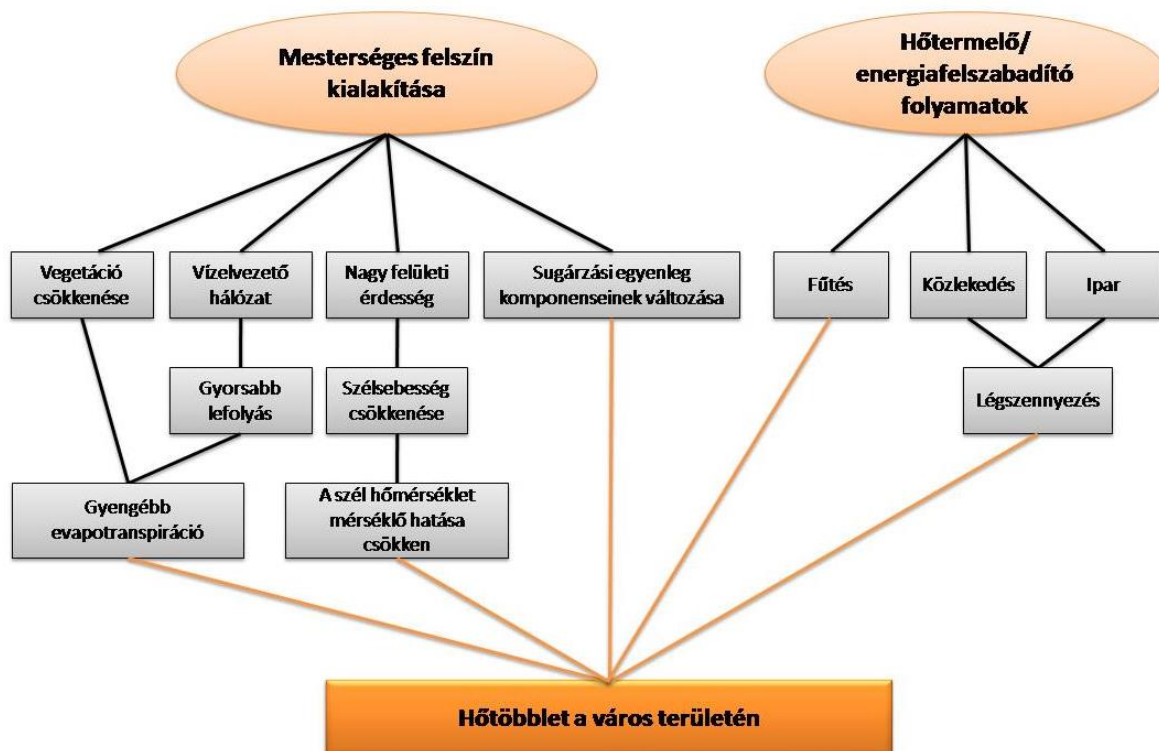 Mesterséges felszín
kialakítása
Hőtermelő/
energiafelszabadító
folyamatok
Vegetáció
csökkenése
Vízelvezető
hálózat
Nagy felületi
érdesség
Sugárzási egyenleg
komponenseinek változása
Fűtés
Közlekedés
Ipar
Gyorsabb
lefolyás
Szélsebesség
csökkenése
Légszennyezés
Gyengébb
evapotranspiráció
A szél hőmérséklet
mérséklő hatása
csökken
Hőtöbblet a város területén